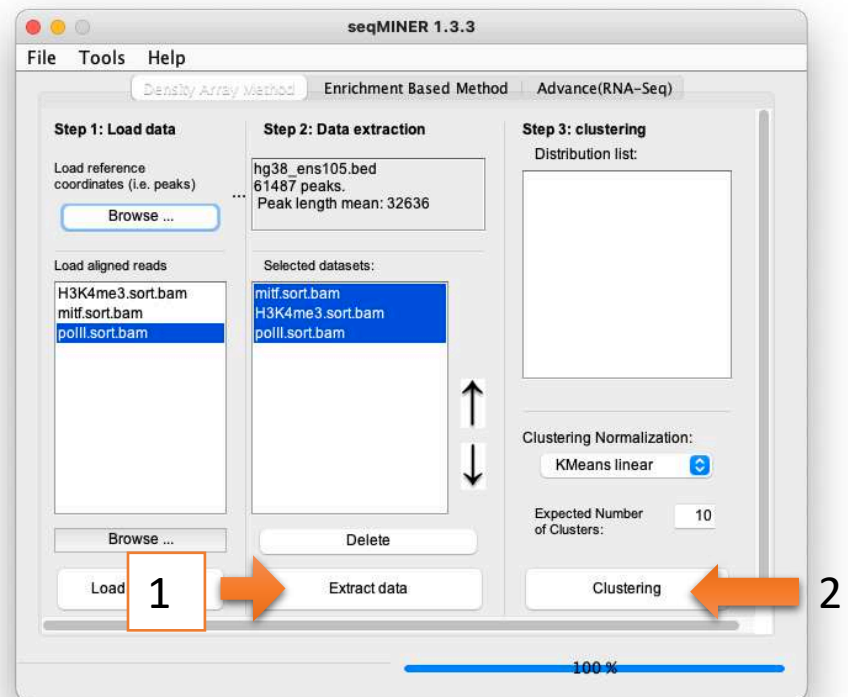 seqMINER 1.3.3
File Tools Help
Density Array Method Enrichment Based Method Advance(RNA-Seq)
Step 1: Load data
Load reference
coordinates (i.e. peaks)
...
Browse ...
Load aligned reads
H3K4me3.sort.bam
mitf.sort.bam
polII.sort.bam
Browse ...
Load
1
Step 2: Data extraction
hg38_ens105.bed
61487 peaks.
Peak length mean: 32636
Selected datasets:
mitf.sort.bam
H3K4me3.sort.bam
polII.sort.bam
Delete
Extract data
Step 3: clustering
Distribution list:
Clustering Normalization:
KMeans linear
Expected Number
of Clusters:
10
Clustering
2
100 %